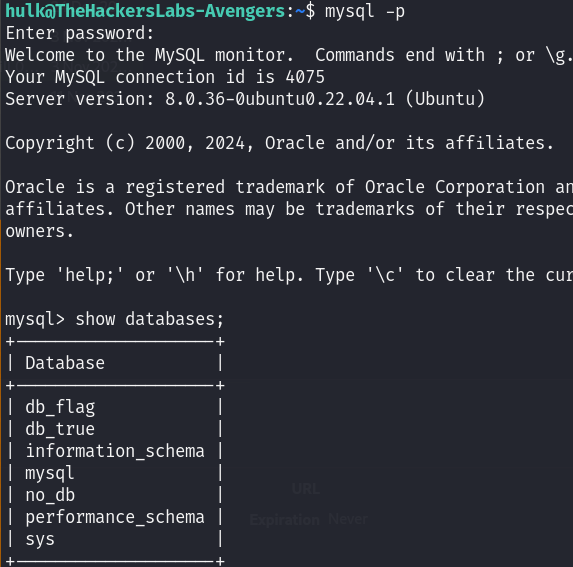 hulk@TheHackersLabs-Avengers:~$ mysql -p
Enter password:
Welcome to the MySQL monitor.  Commands end with ; or \g.
Your MySQL connection id is 4075
Server version: 8.0.36-0ubuntu0.22.04.1 (Ubuntu)
Copyright (c) 2000, 2024, Oracle and/or its affiliates.
Oracle is a registered trademark of Oracle Corporation an
affiliates. Other names may be trademarks of their respec
owners.
Type 'help;' or '\h' for help. Type '\c' to clear the cur
mysql> show databases;
+--------------------+
| Database           |
+--------------------+
| db_flag            |
| db_true            |
| information_schema |
| mysql              |
| no_db              |
| performance_schema |
| sys                |
+--------------------+
URL
Expiration Never